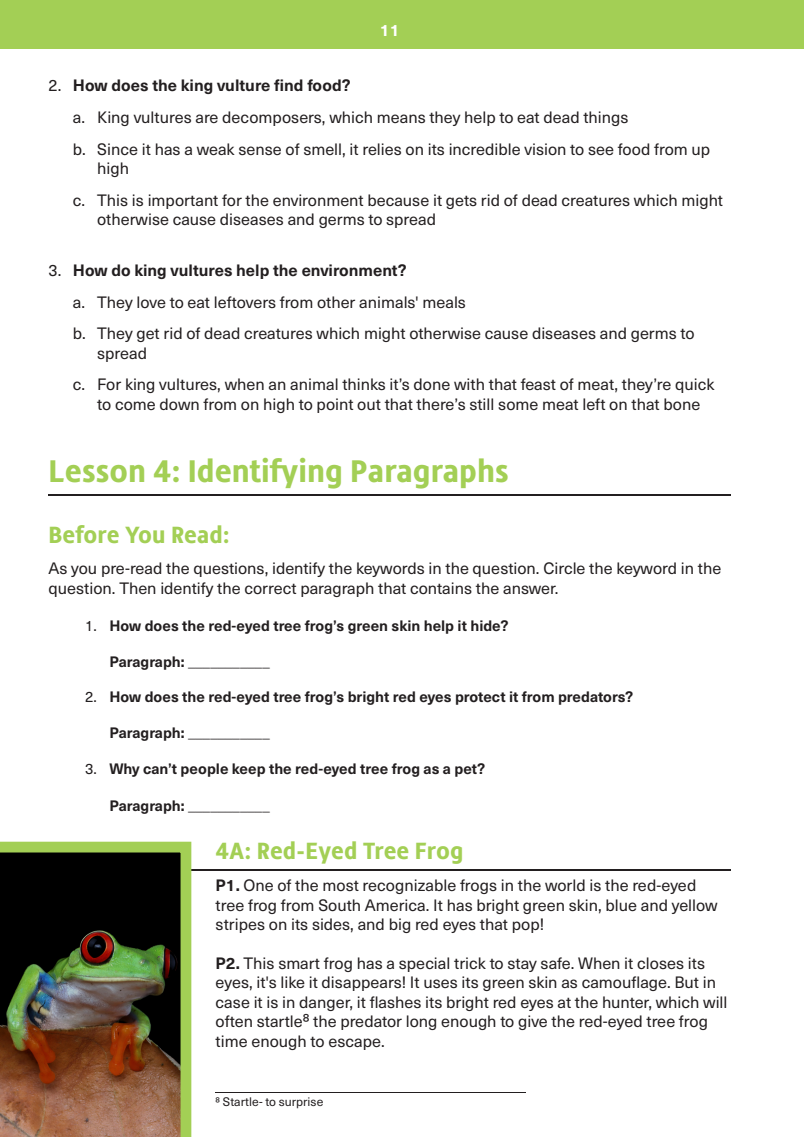 11
2. How does the king vulture find food?
a. King vultures are decomposers, which means they help to eat dead things
b. Since it has a weak sense of smell, it relies on its incredible vision to see food from up
high
c. This is important for the environment because it gets rid of dead creatures which might
otherwise cause diseases and germs to spread
3. How do king vultures help the environment?
a. They love to eat leftovers from other animals' meals
b. They get rid of dead creatures which might otherwise cause diseases and germs to
spread
c. For king vultures, when an animal thinks it's done with that feast of meat, they're quick
to come down from on high to point out that there's still some meat left on that bone
Lesson 4: Identifying Paragraphs
Before You Read:
As you pre-read the questions, identify the keywords in the question. Circle the keyword in the
question. Then identify the correct paragraph that contains the answer.
1. How does the red-eyed tree frog's green skin help it hide?
Paragraph: __________
2. How does the red-eyed tree frog's bright red eyes protect it from predators?
Paragraph: __________
3. Why can't people keep the red-eyed tree frog as a pet?
Paragraph: __________
4A: Red-Eyed Tree Frog
P1. One of the most recognizable frogs in the world is the red-eyed
tree frog from South America. It has bright green skin, blue and yellow
stripes on its sides, and big red eyes that pop!
P2. This smart frog has a special trick to stay safe. When it closes its
eyes, it's like it disappears! It uses its green skin as camouflage. But in
case it is in danger, it flashes its bright red eyes at the hunter, which will
often startle⁸ the predator long enough to give the red-eyed tree frog
time enough to escape.
⁸ Startle- to surprise